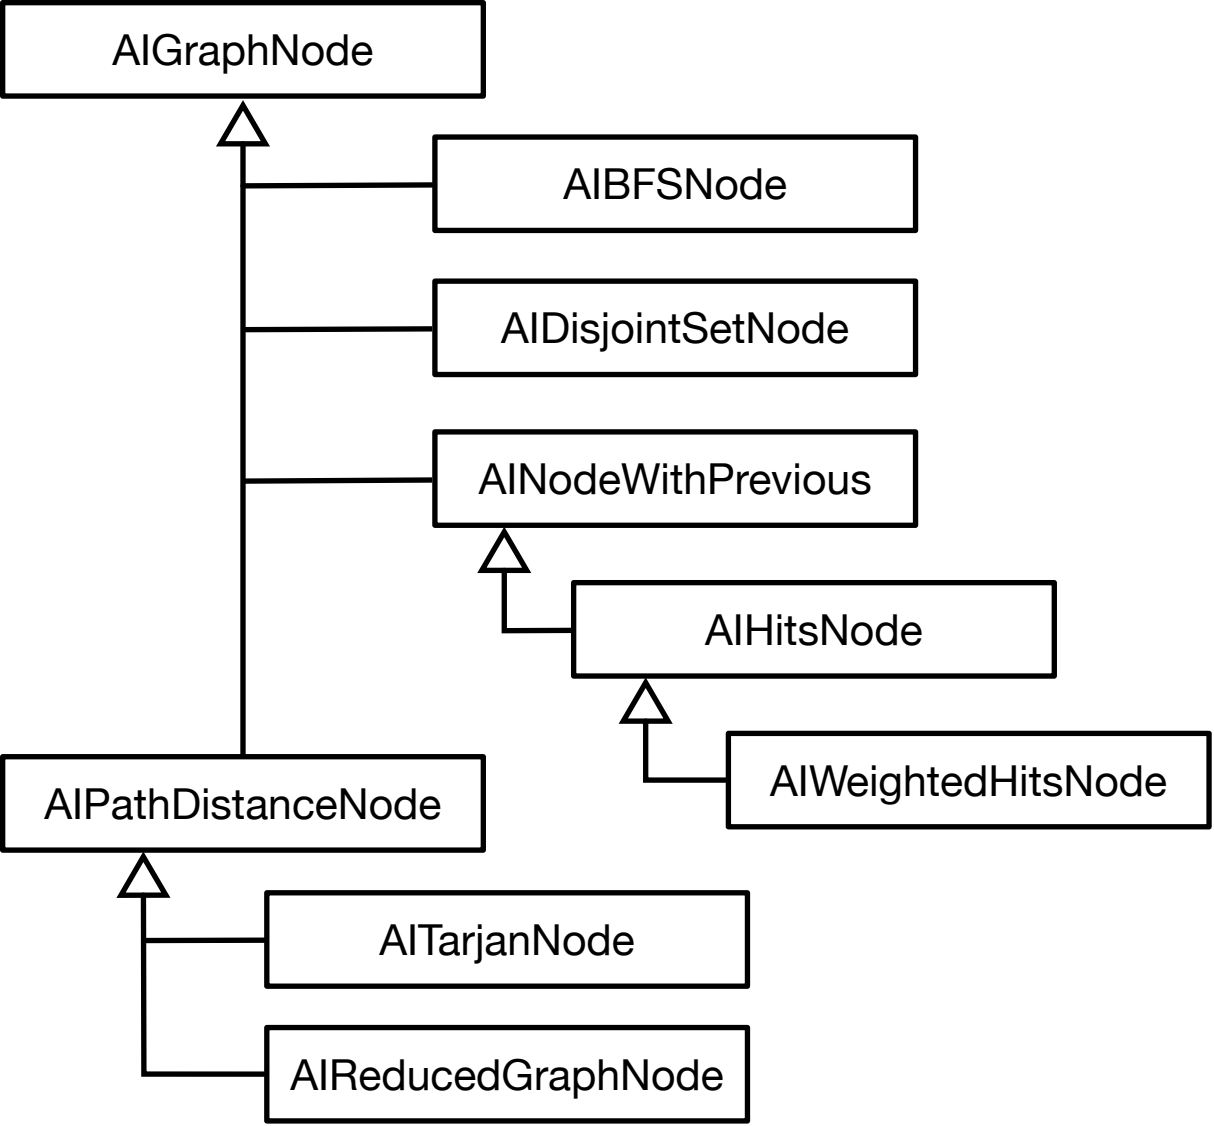 AIGraphNode
AIBFSNode
AIDisjointSetNode
AINodeWithPrevious
AIHitsNode
AIWeightedHitsNode
AIPathDistanceNode
AITarjanNode
AIReducedGraphNode